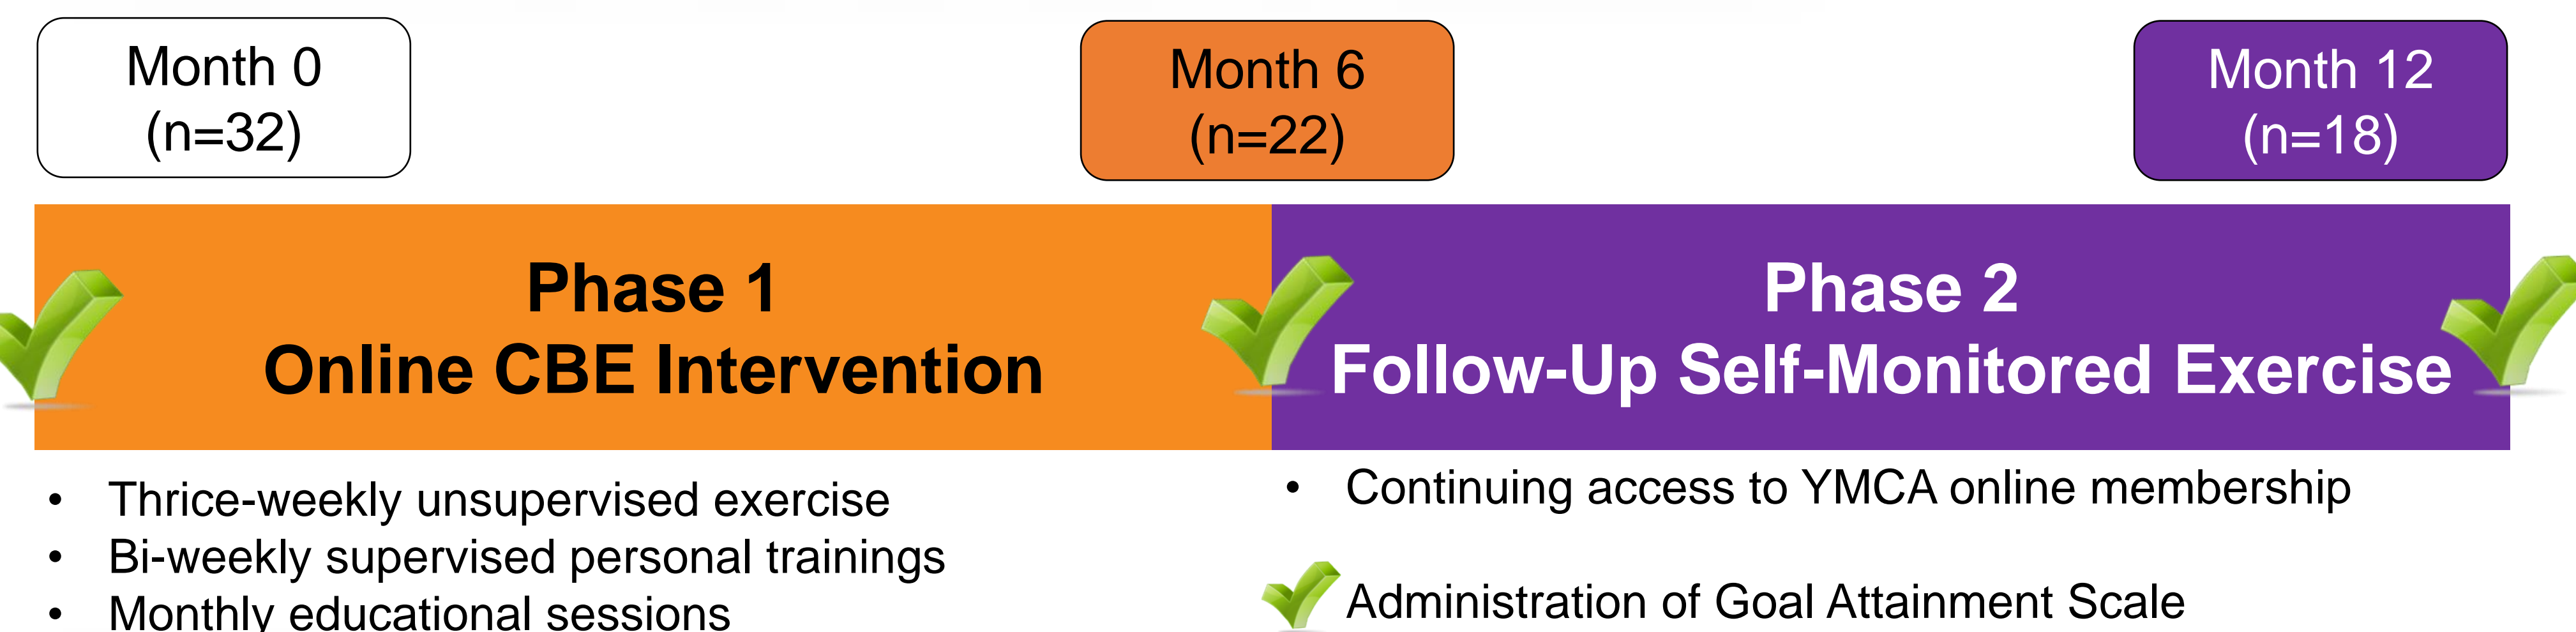 Month 0
(n=32)
Month 6
(n=22)
Month 12
(n=18)
Phase 1
Online CBE Intervention
Phase 2
Follow-Up Self-Monitored Exercise
• Thrice-weekly unsupervised exercise
• Bi-weekly supervised personal trainings
• Monthly educational sessions
• Continuing access to YMCA online membership
Administration of Goal Attainment Scale